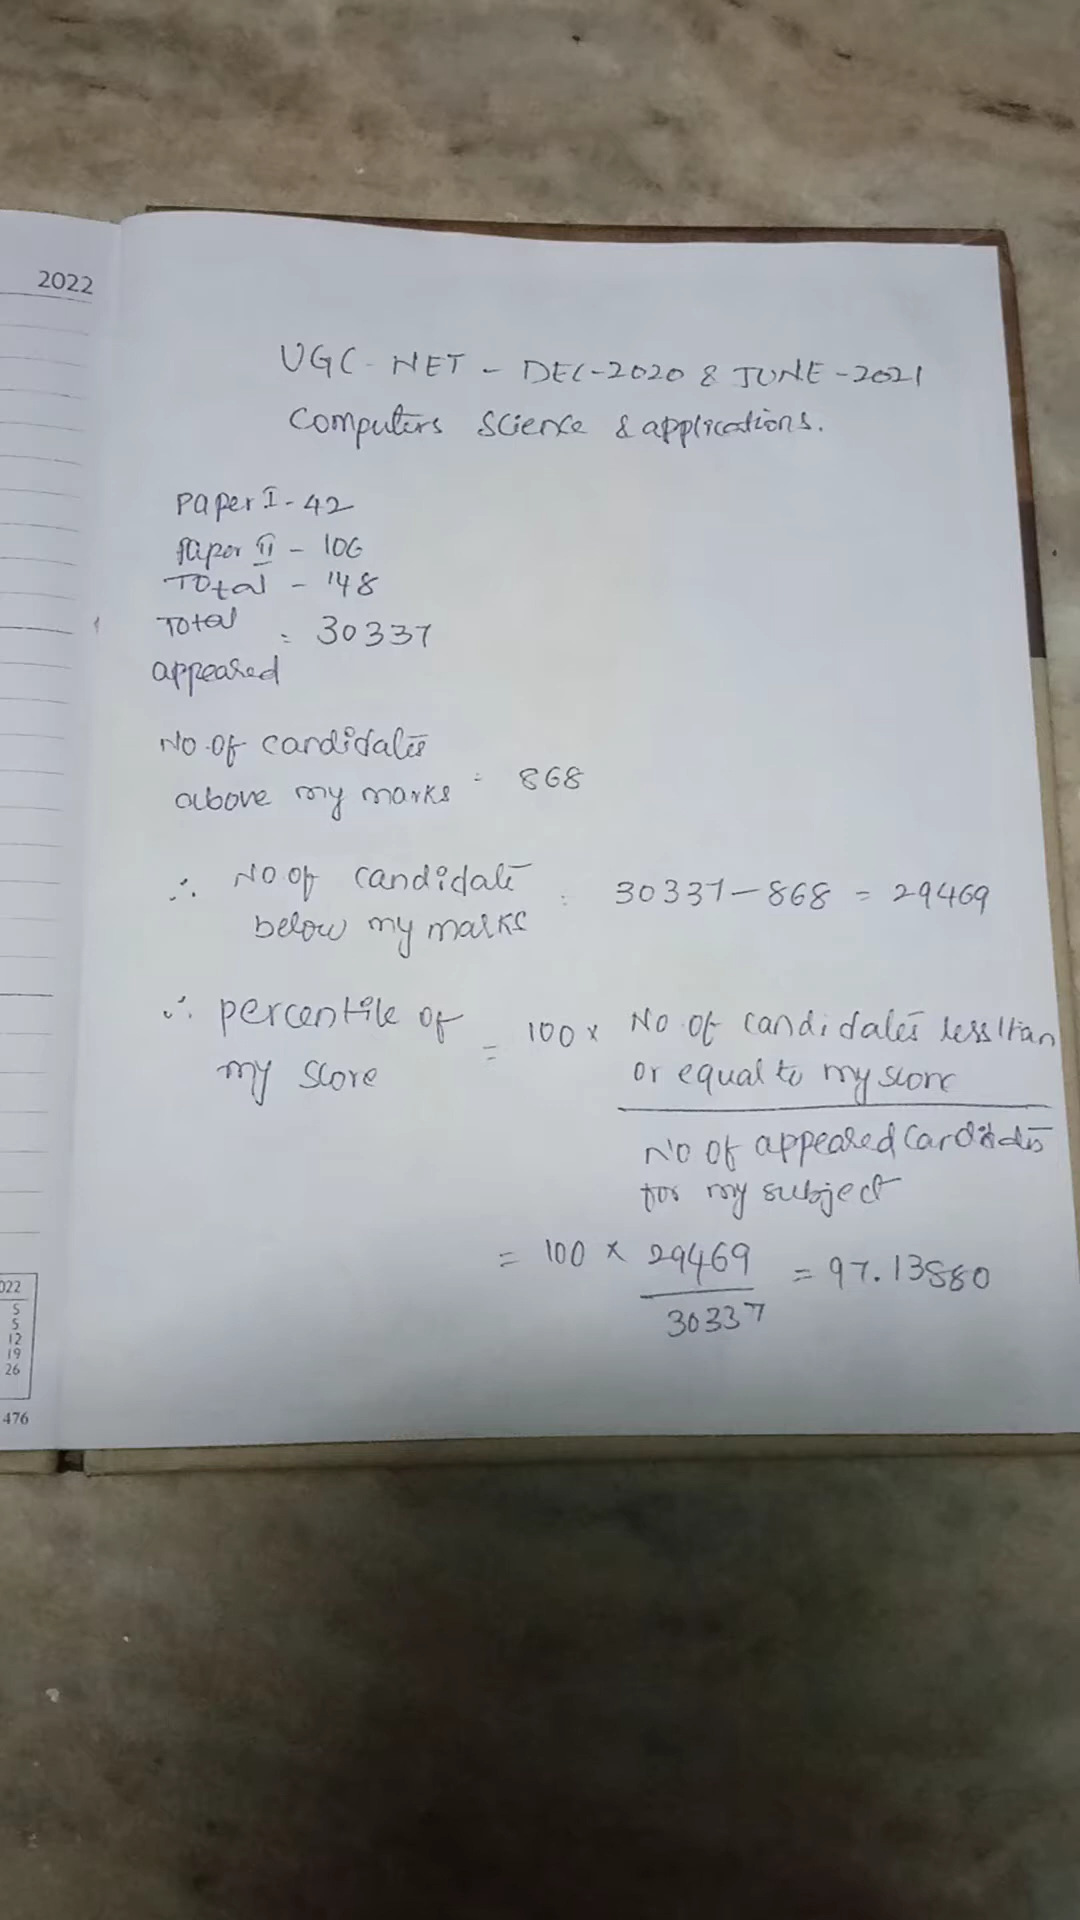 2022
UGC-NET - DEC-2020 & JUNE-2021
Computers Science & applications.
Paper I - 42
Paper II - 106
Total - 148
Total = 30337
appeared
No. of candidates
above my marks = 868
∴ No of candidate
below my marks : 30337-868 = 29469
∴ percentile of
my score = 100 x No. of candidates less than
or equal to my score
No of appeared candidates
for my subject
= 100 x 29469 = 97.13880
30337
022
5
5
12
19
26
476